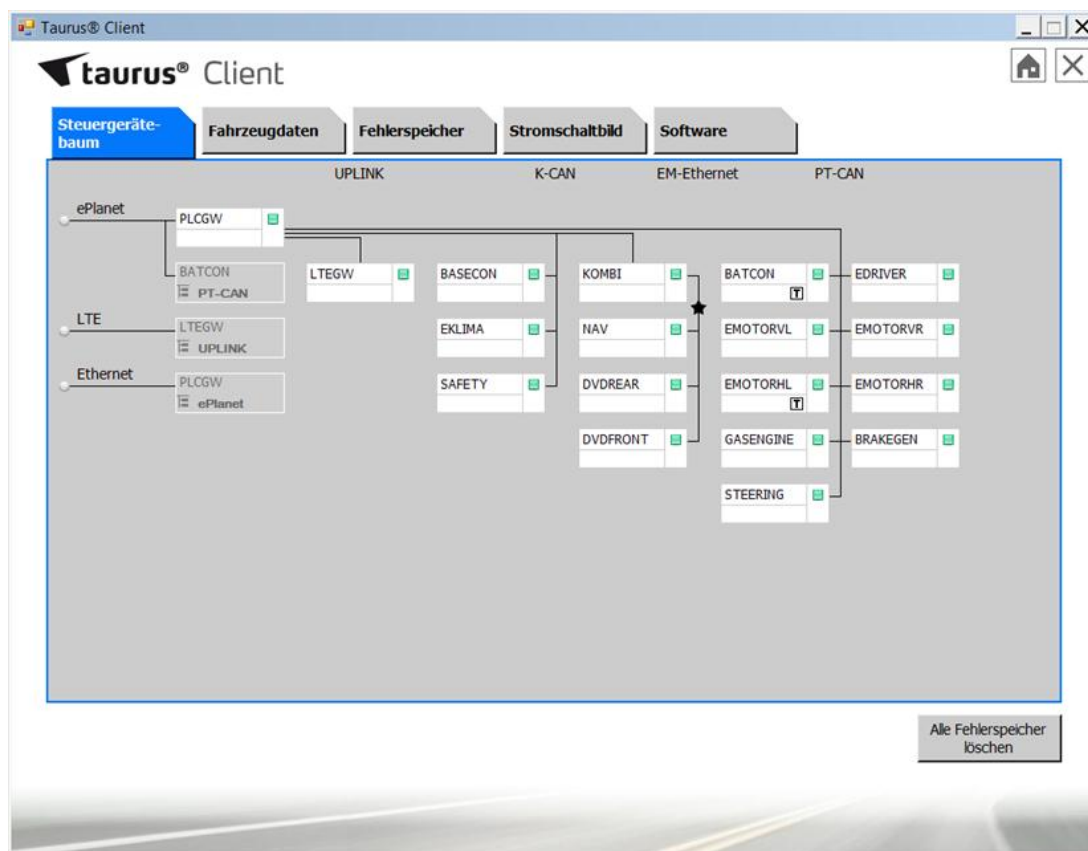 Taurus® Client
taurus® Client
Steuergeräte-
baum
Fahrzeugdaten
Fehlerspeicher
Stromschaltbild
Software
UPLINK K-CAN EM-Ethernet PT-CAN
ePlanet
PLCGW
BATCON
PT-CAN
LTEGW BASECON KOMBI BATCON EDRIVER
T
LTE
LTEGW
UPLINK
EKLIMA NAV EMOTORVL EMOTORVR
Ethernet
PLCGW
ePlanet
SAFETY DVDREAR EMOTORHL EMOTORHR
T
DVDFRONT GASENGINE BRAKEGEN
STEERING
Alle Fehlerspeicher
löschen